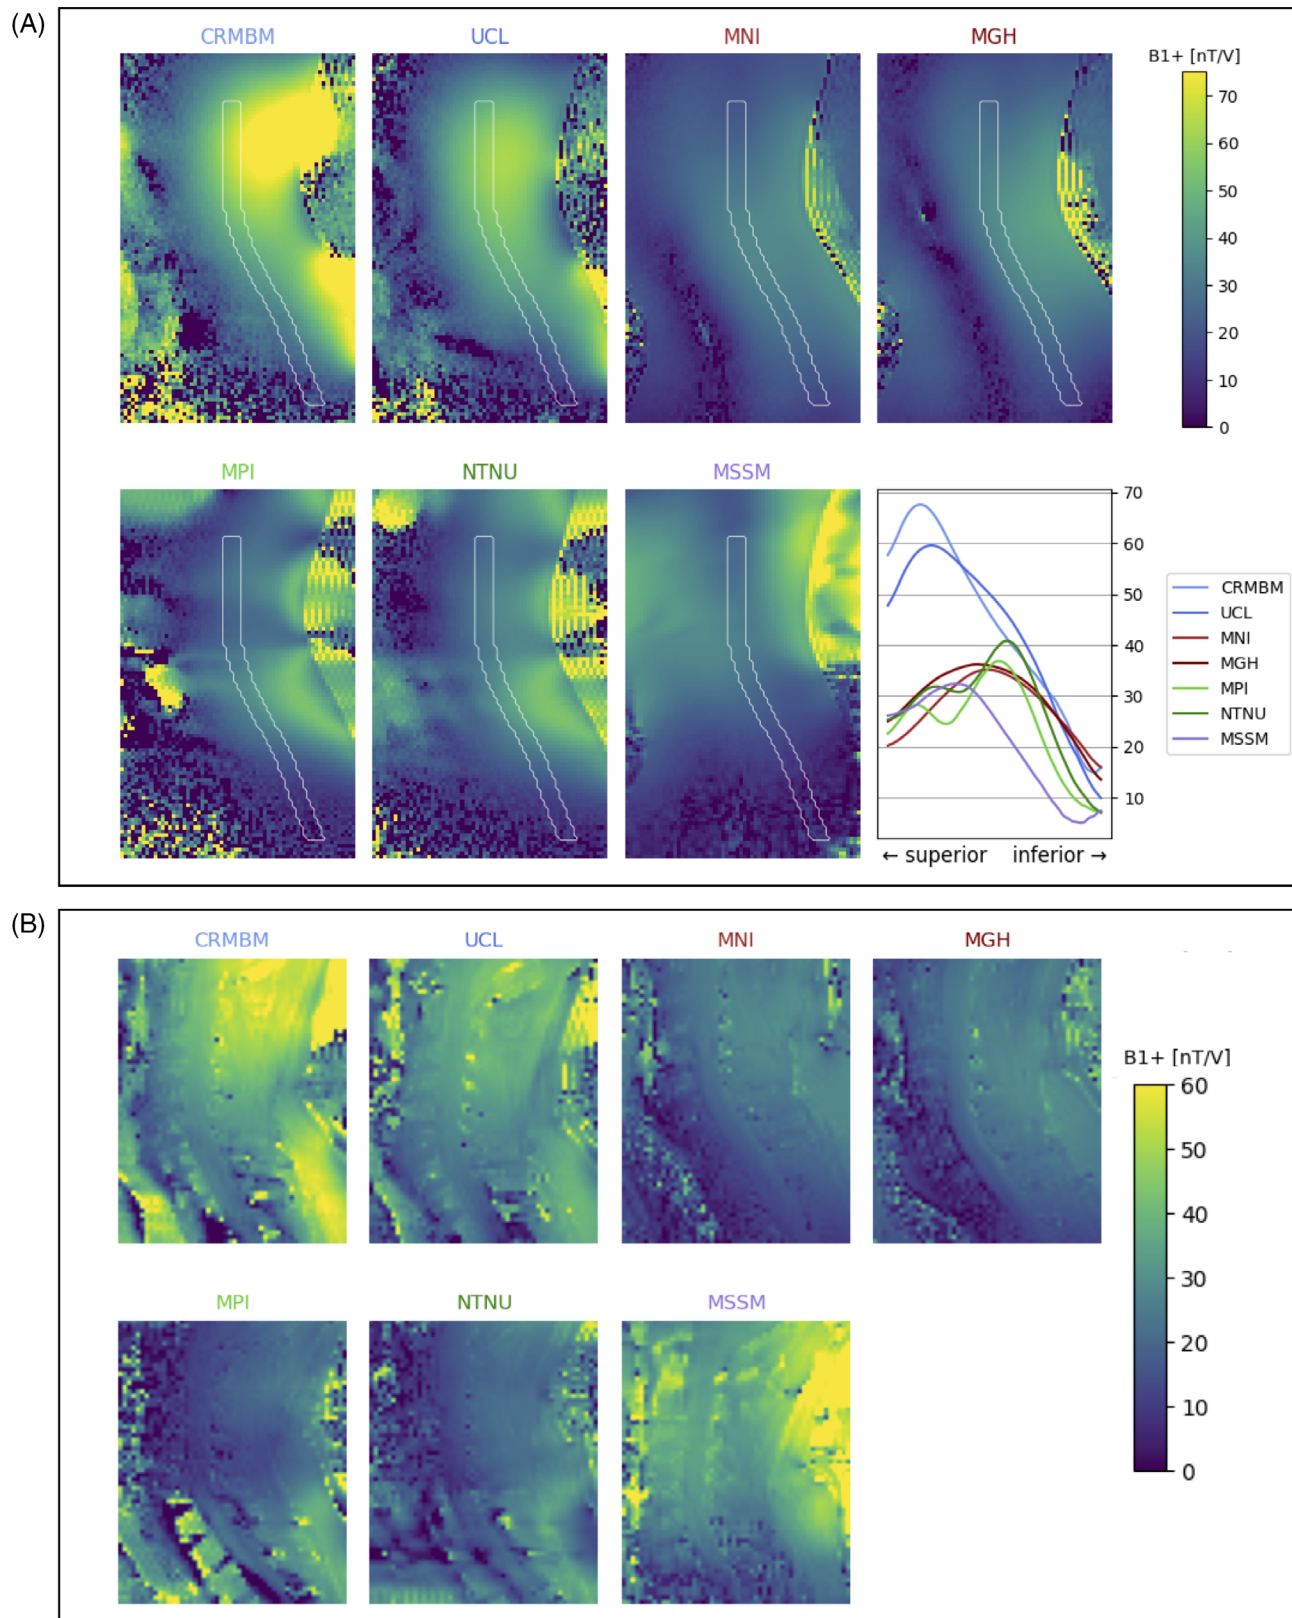 (A)
CRMBM UCL MNI MGH
B1+ [nT/V]
70
60
50
40
30
20
10
0
MPI NTNU MSSM
70
60
50
40
30
20
10
← superior inferior →
CRMBM
UCL
MNI
MGH
MPI
NTNU
MSSM
(B)
CRMBM UCL MNI MGH
B1+ [nT/V]
60
50
40
30
20
10
0
MPI NTNU MSSM